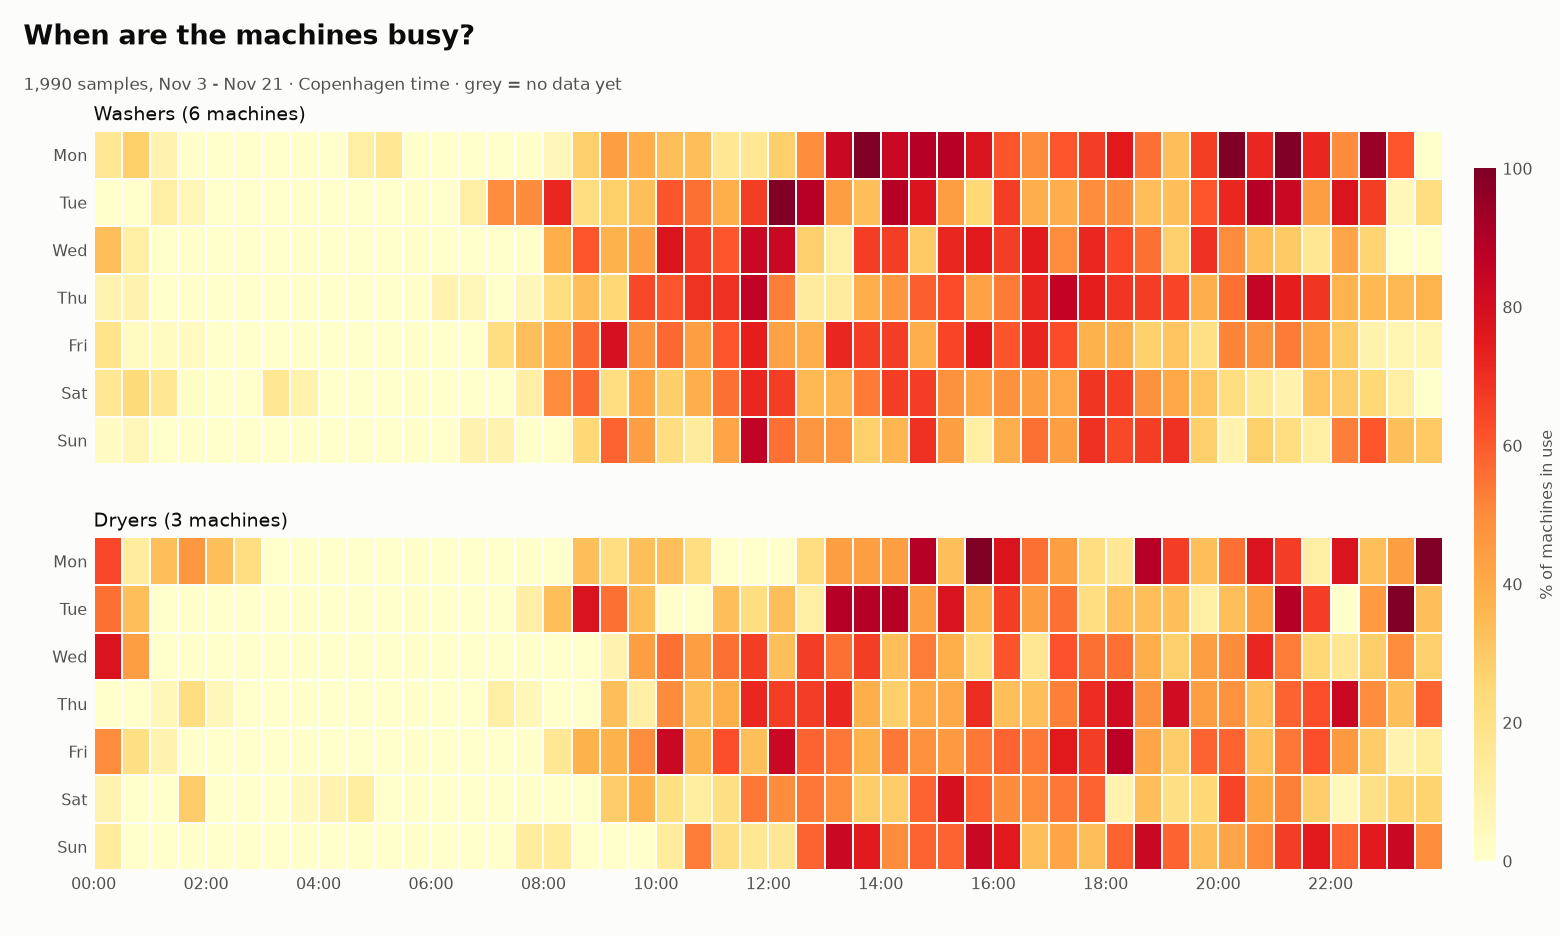 When are the machines busy?
1,990 samples, Nov 3 - Nov 21 · Copenhagen time · grey = no data yet
Washers (6 machines)
Mon
Tue
Wed
Thu
Fri
Sat
Sun
Dryers (3 machines)
Mon
Tue
Wed
Thu
Fri
Sat
Sun
00:00 02:00 04:00 06:00 08:00 10:00 12:00 14:00 16:00 18:00 20:00 22:00
100
80
60
40
20
0
% of machines in use